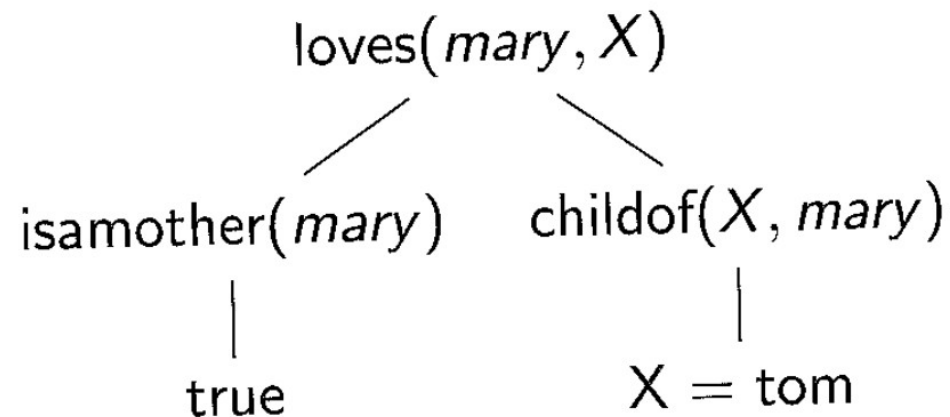 loves(mary, X)
isamother(mary) childof(X, mary)
true X = tom